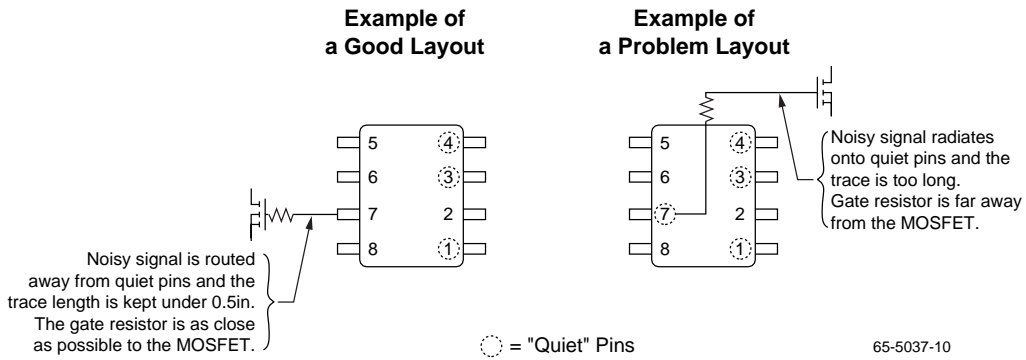 Example of
a Good Layout
Example of
a Problem Layout
5
4
6
3
7
2
8
1
5
4
6
3
7
2
8
1
Noisy signal radiates
onto quiet pins and the
trace is too long.
Gate resistor is far away
from the MOSFET.
Noisy signal is routed
away from quiet pins and the
trace length is kept under 0.5in.
The gate resistor is as close
as possible to the MOSFET.
= "Quiet" Pins
65-5037-10